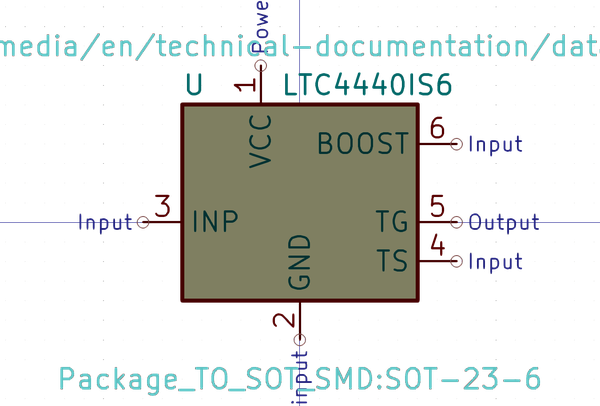 Powe
media/en/technical-documentation/dat
U LTC4440IS6
1
VCC
BOOST 6 Input
Input 3 INP
TG 5 Output
TS 4 Input
GND
2
input
Package_TO_SOT_SMD:SOT-23-6